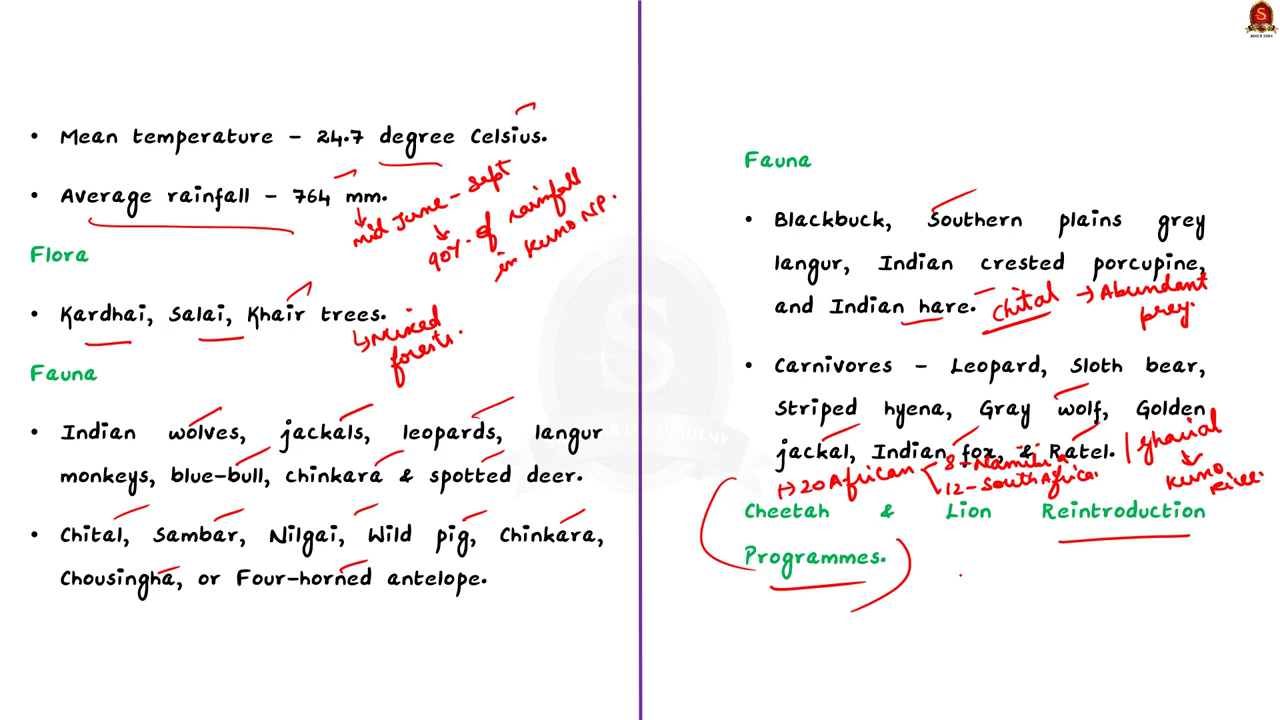 • Mean temperature – 24.7 degree Celsius.
• Average rainfall – 764 mm.
mid June – Sept
90% of rainfall
in Kuno NP.
Flora
• Kardhai, Salai, Khair trees.
↳ Mixed
forests.
Fauna
• Indian wolves, jackals, leopards, langur
monkeys, blue-bull, chinkara & spotted deer.
• Chital, Sambar, Nilgai, Wild pig, Chinkara,
Chousingha, or Four-horned antelope.
S
SINCE 2004
Fauna
• Blackbuck, Southern plains grey
langur, Indian crested porcupine,
and Indian hare.
Chital → Abundant
prey.
• Carnivores – Leopard, Sloth bear,
Striped hyena, Gray wolf, Golden
jackal, Indian fox, & Ratel.
| Gharial
Kuno
→ 20 African
8 – Namibia
12 – South Africa.
Cheetah & Lion Reintroduction
Programmes.